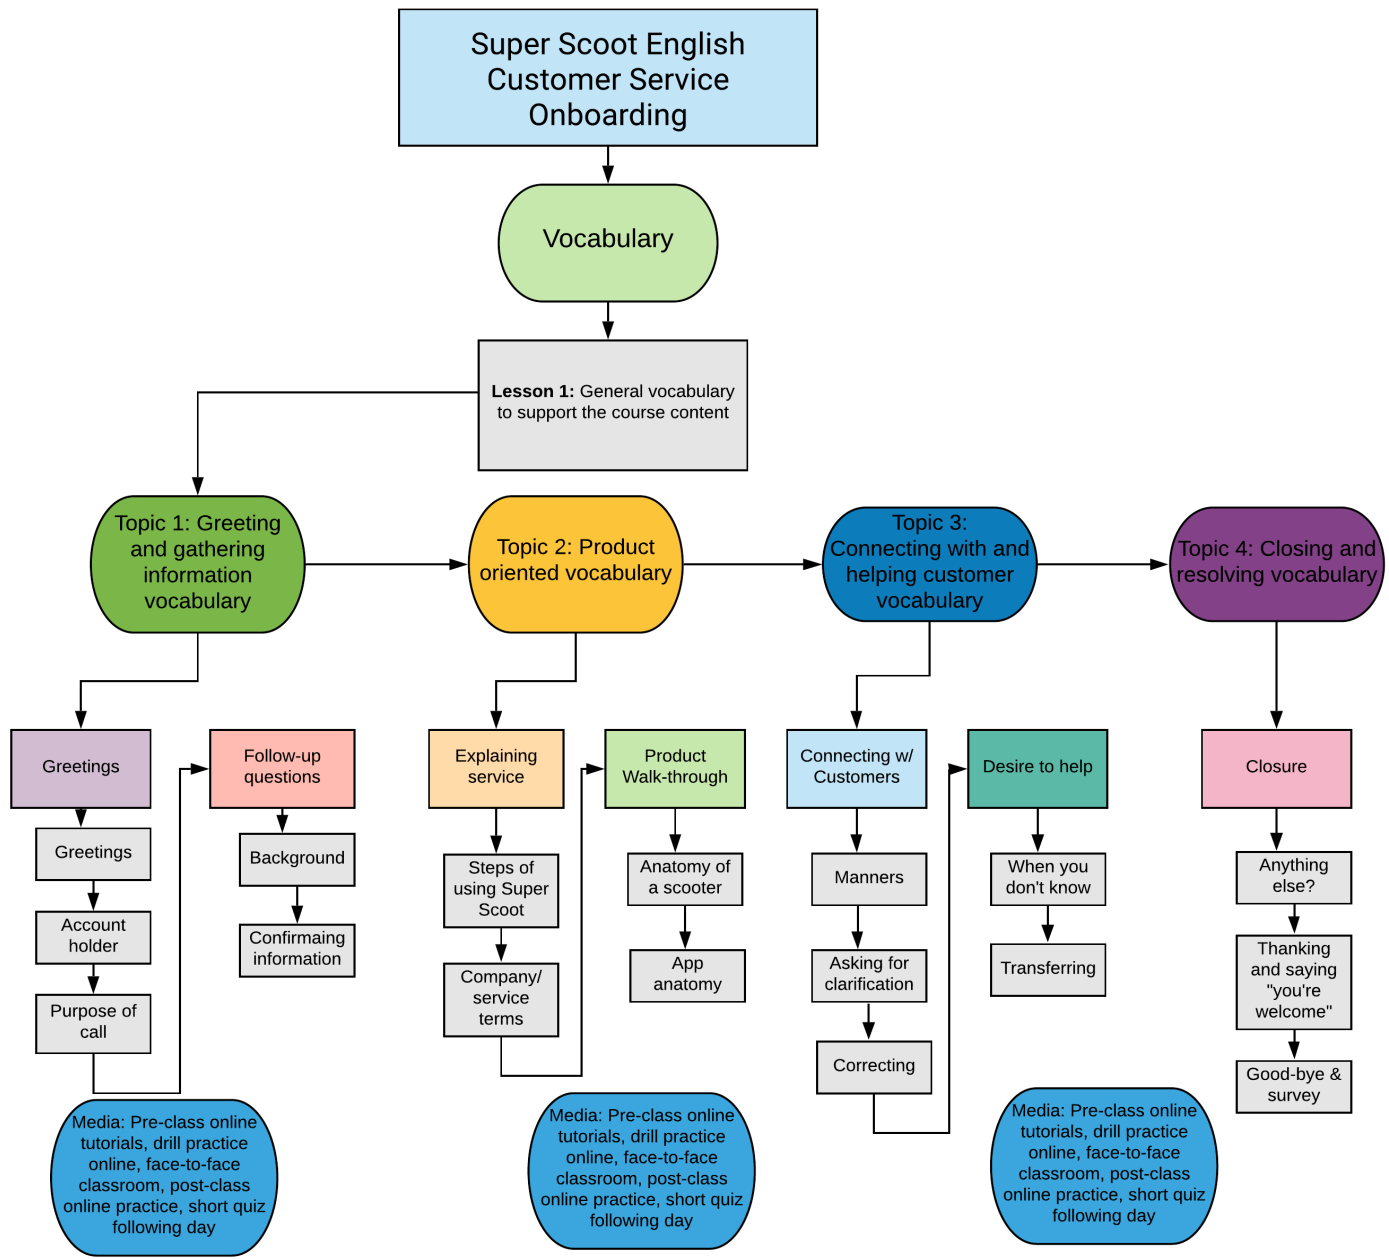 Super Scoot English
Customer Service
Onboarding
Vocabulary
Lesson 1: General vocabulary
to support the course content
Topic 1: Greeting
and gathering
information
vocabulary
Topic 2: Product
oriented vocabulary
Topic 3:
Connecting with and
helping customer
vocabulary
Topic 4: Closing and
resolving vocabulary
Greetings
Greetings
Account
holder
Purpose of
call
Follow-up
questions
Background
Confirmaing
information
Explaining
service
Steps of
using Super
Scoot
Company/
service
terms
Product
Walk-through
Anatomy of
a scooter
App
anatomy
Connecting w/
Customers
Manners
Asking for
clarification
Correcting
Desire to help
When you
don't know
Transferring
Closure
Anything
else?
Thanking
and saying
"you're
welcome"
Good-bye &
survey
Media: Pre-class online
tutorials, drill practice
online, face-to-face
classroom, post-class
online practice, short quiz
following day
Media: Pre-class online
tutorials, drill practice
online, face-to-face
classroom, post-class
online practice, short quiz
following day
Media: Pre-class online
tutorials, drill practice
online, face-to-face
classroom, post-class
online practice, short quiz
following day